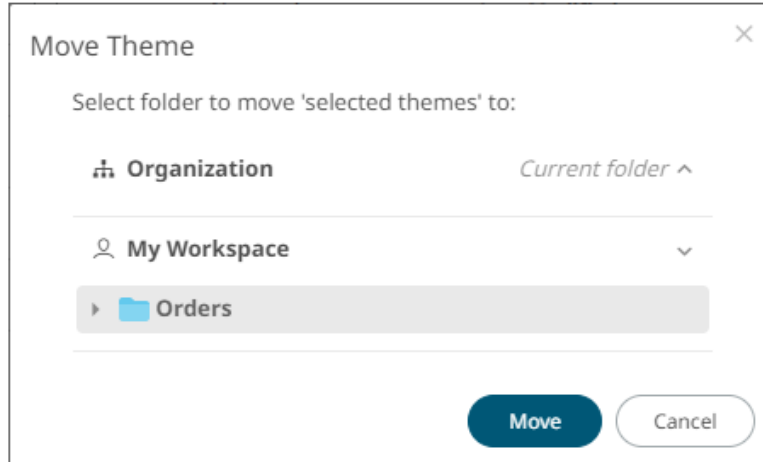 Move Theme
Select folder to move 'selected themes' to:
Organization Current folder
My Workspace
Orders
Move Cancel